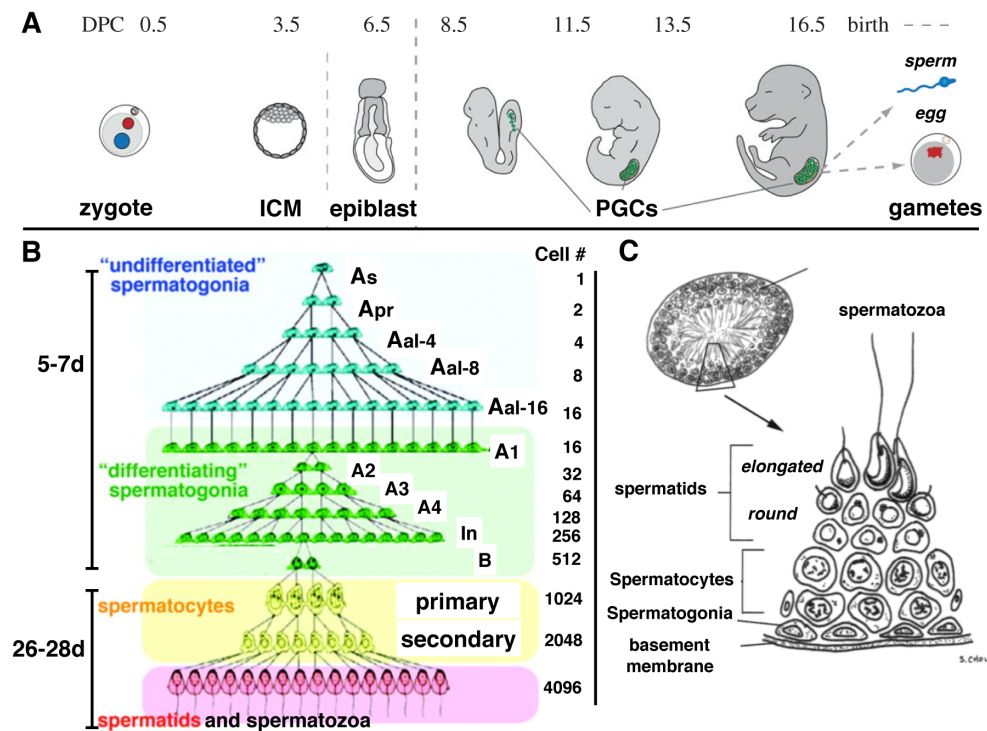 A
DPC 0.5 3.5 6.5 8.5 11.5 13.5 16.5 birth
sperm
egg
zygote ICM epiblast PGCs gametes
B
Cell #
C
“undifferentiated”
spermatogonia
As 1
Apr 2
Aal-4 4
5-7d
Aal-8 8
Aal-16 16
A1 16
“differentiating”
spermatogonia
A2 32
A3 64
A4 128
In 256
B 512
spermatocytes
primary 1024
secondary 2048
26-28d
4096
spermatids and spermatozoa
spermatozoa
elongated
spermatids
round
Spermatocytes
Spermatogonia
basement
membrane